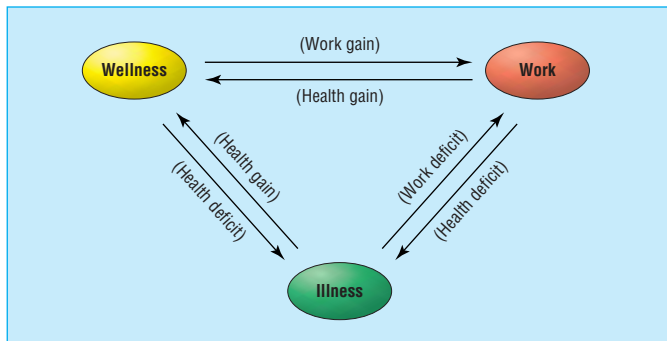 (Work gain)
Wellness
Work
(Health gain)
(Health gain)
(Health deficit)
(Work deficit)
(Health deficit)
Illness